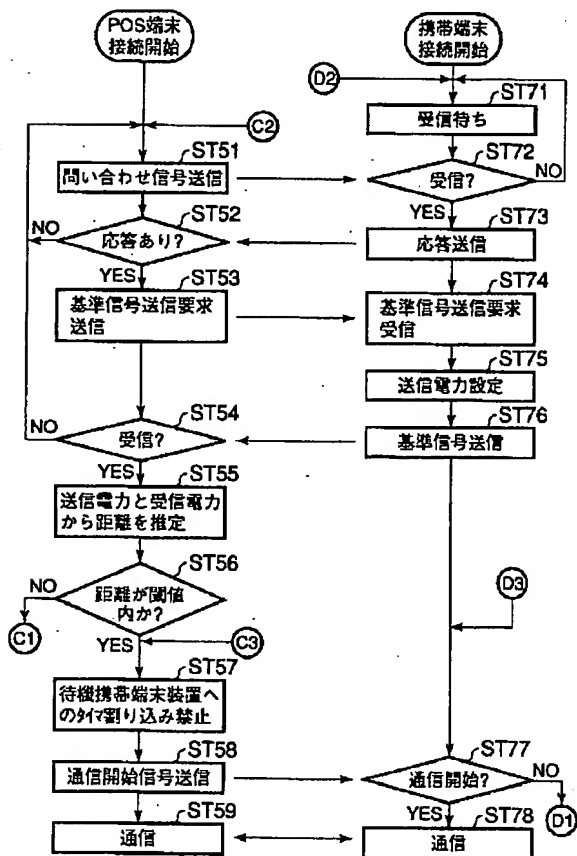 POS端末
接続開始
C2
ST51
問い合わせ信号送信
ST52
NO
応答あり?
YES
ST53
基準信号送信要求
送信
ST54
NO
受信?
YES
ST55
送信電力と受信電力
から距離を推定
ST56
NO
距離が閾値
内か?
C1
YES
C3
ST57
待機携帯端末装置へ
のタイマ割り込み禁止
ST58
通信開始信号送信
ST59
通信
携帯端末
接続開始
D2
ST71
受信待ち
ST72
受信?
NO
YES
ST73
応答送信
ST74
基準信号送信要求
受信
ST75
送信電力設定
ST76
基準信号送信
D3
ST77
通信開始?
NO
D1
YES
ST78
通信